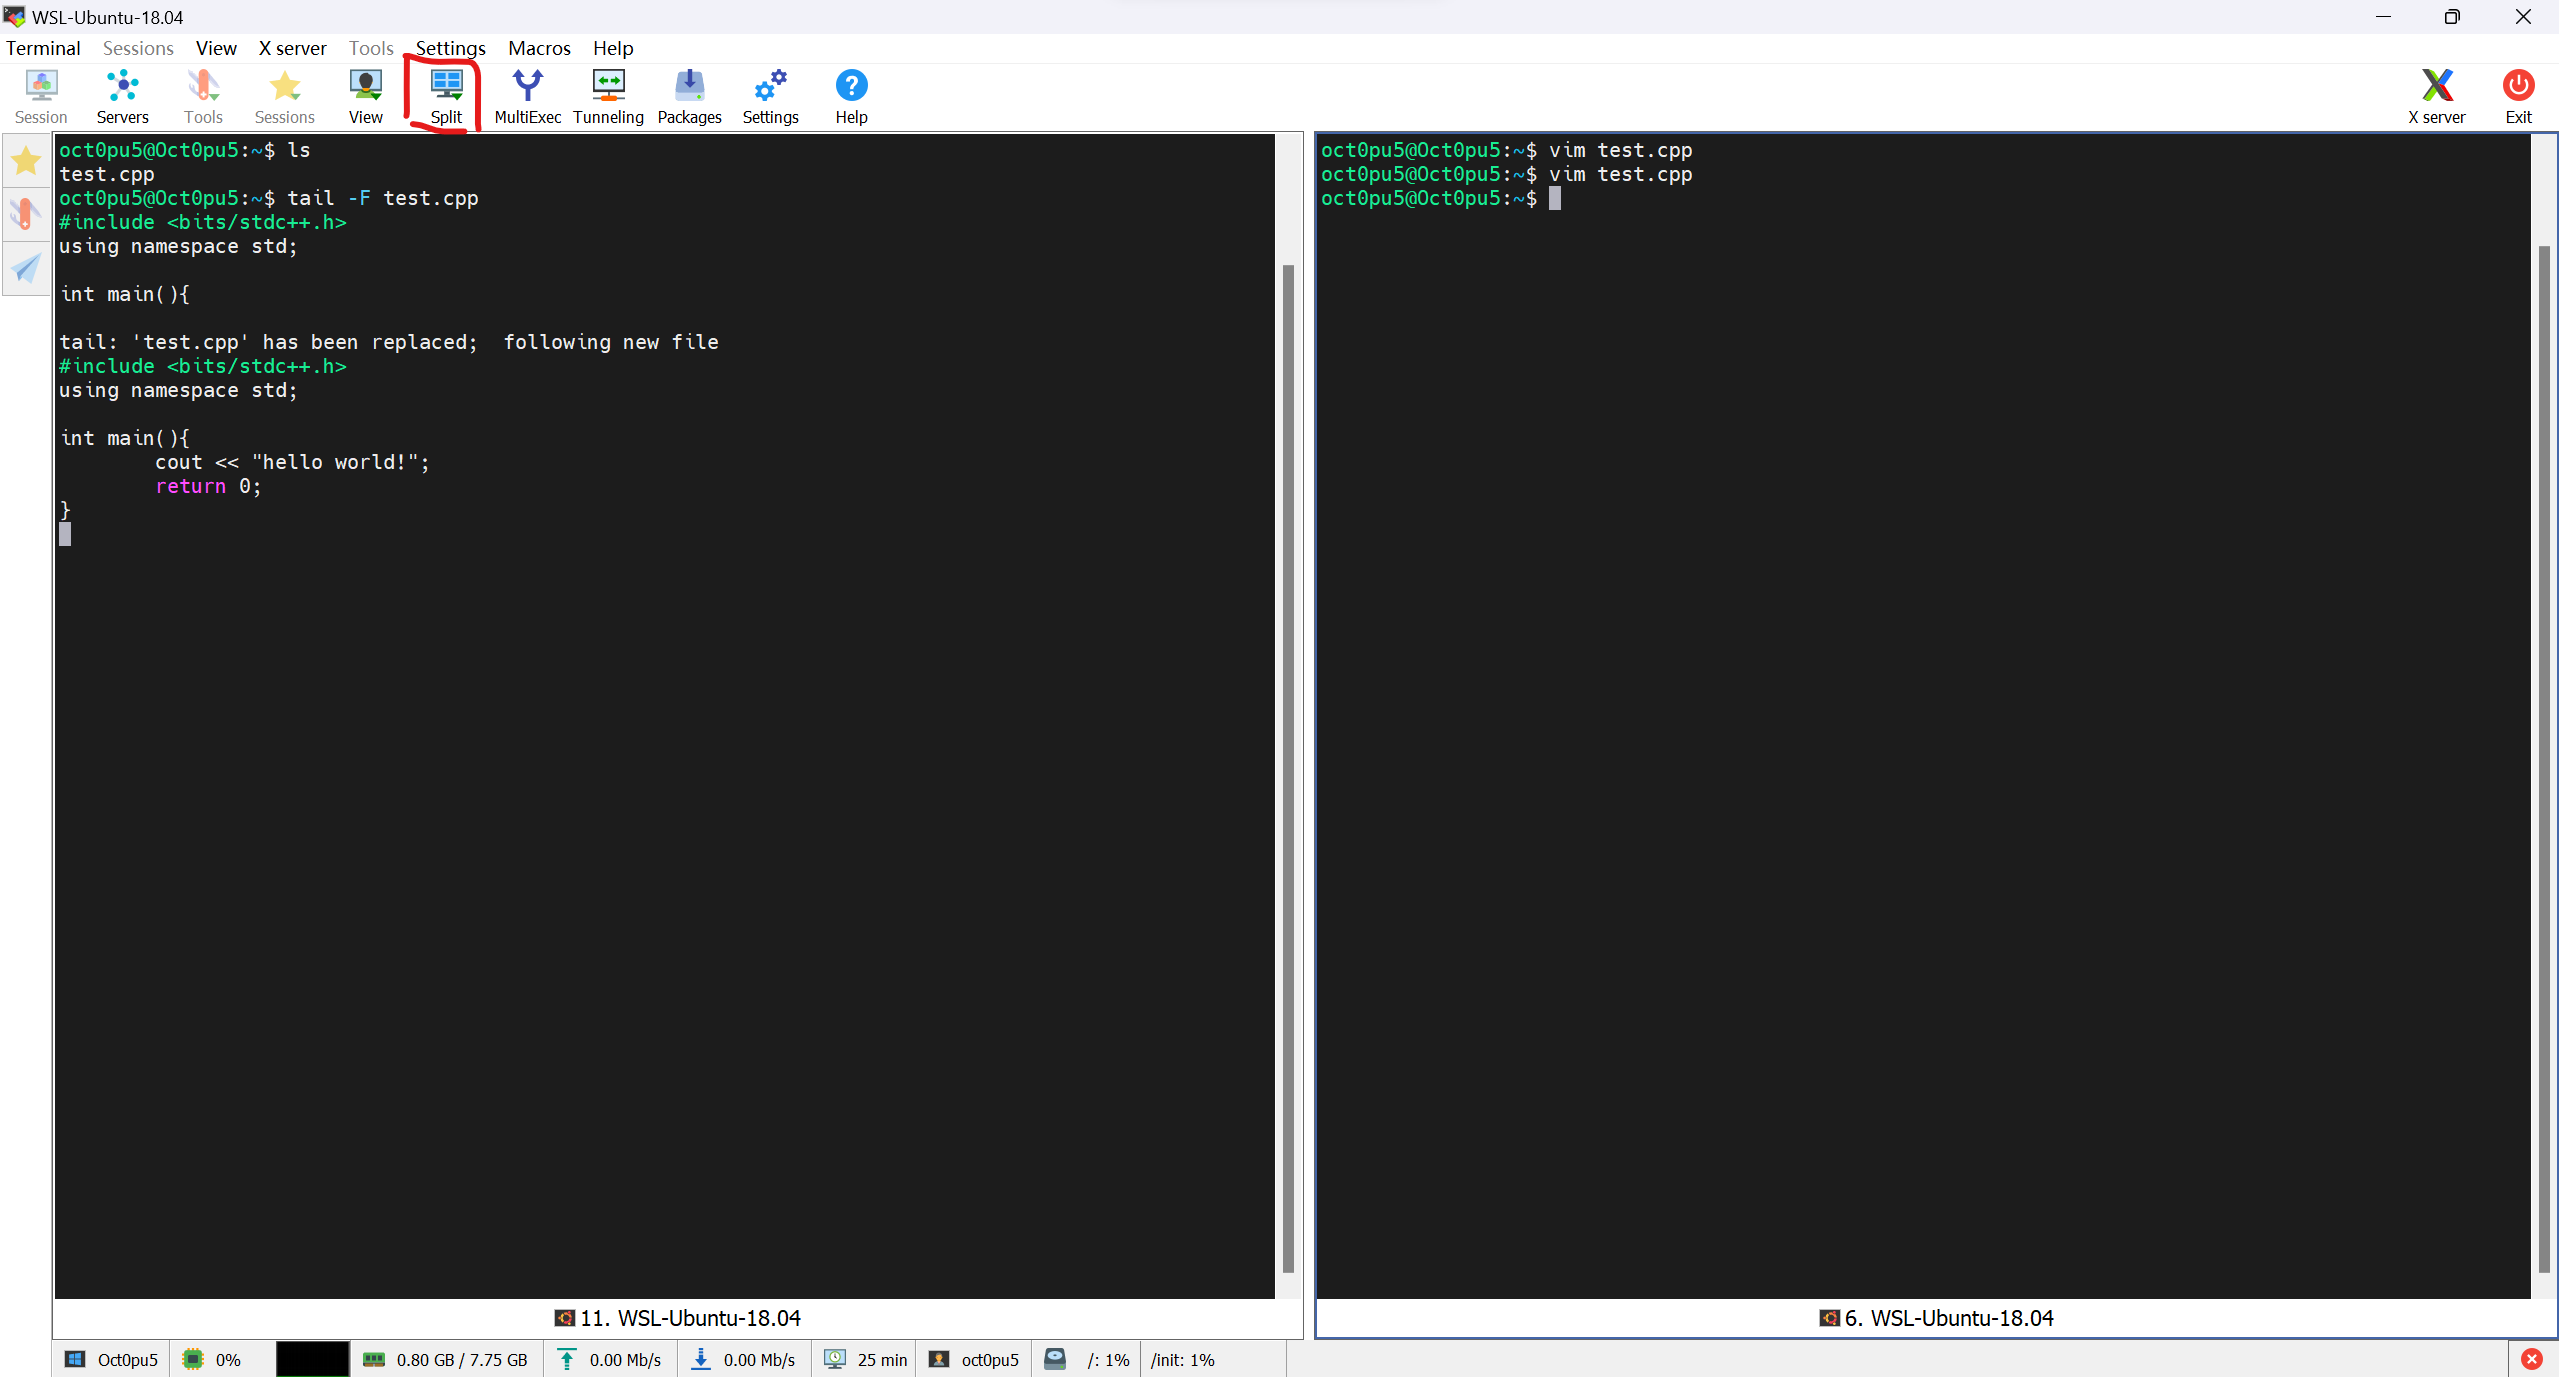 WSL-Ubuntu-18.04
Terminal Sessions View X server Tools Settings Macros Help
Session Servers Tools Sessions View Split MultiExec Tunneling Packages Settings Help X server Exit
oct0pu5@Oct0pu5:~$ ls
test.cpp
oct0pu5@Oct0pu5:~$ tail -F test.cpp
#include <bits/stdc++.h>
using namespace std;
int main(){
tail: 'test.cpp' has been replaced;  following new file
#include <bits/stdc++.h>
using namespace std;
int main(){
        cout << "hello world!";
        return 0;
}
oct0pu5@Oct0pu5:~$ vim test.cpp
oct0pu5@Oct0pu5:~$ vim test.cpp
oct0pu5@Oct0pu5:~$
11. WSL-Ubuntu-18.04
6. WSL-Ubuntu-18.04
Oct0pu5 0% 0.80 GB / 7.75 GB 0.00 Mb/s 0.00 Mb/s 25 min oct0pu5 /: 1% /init: 1%